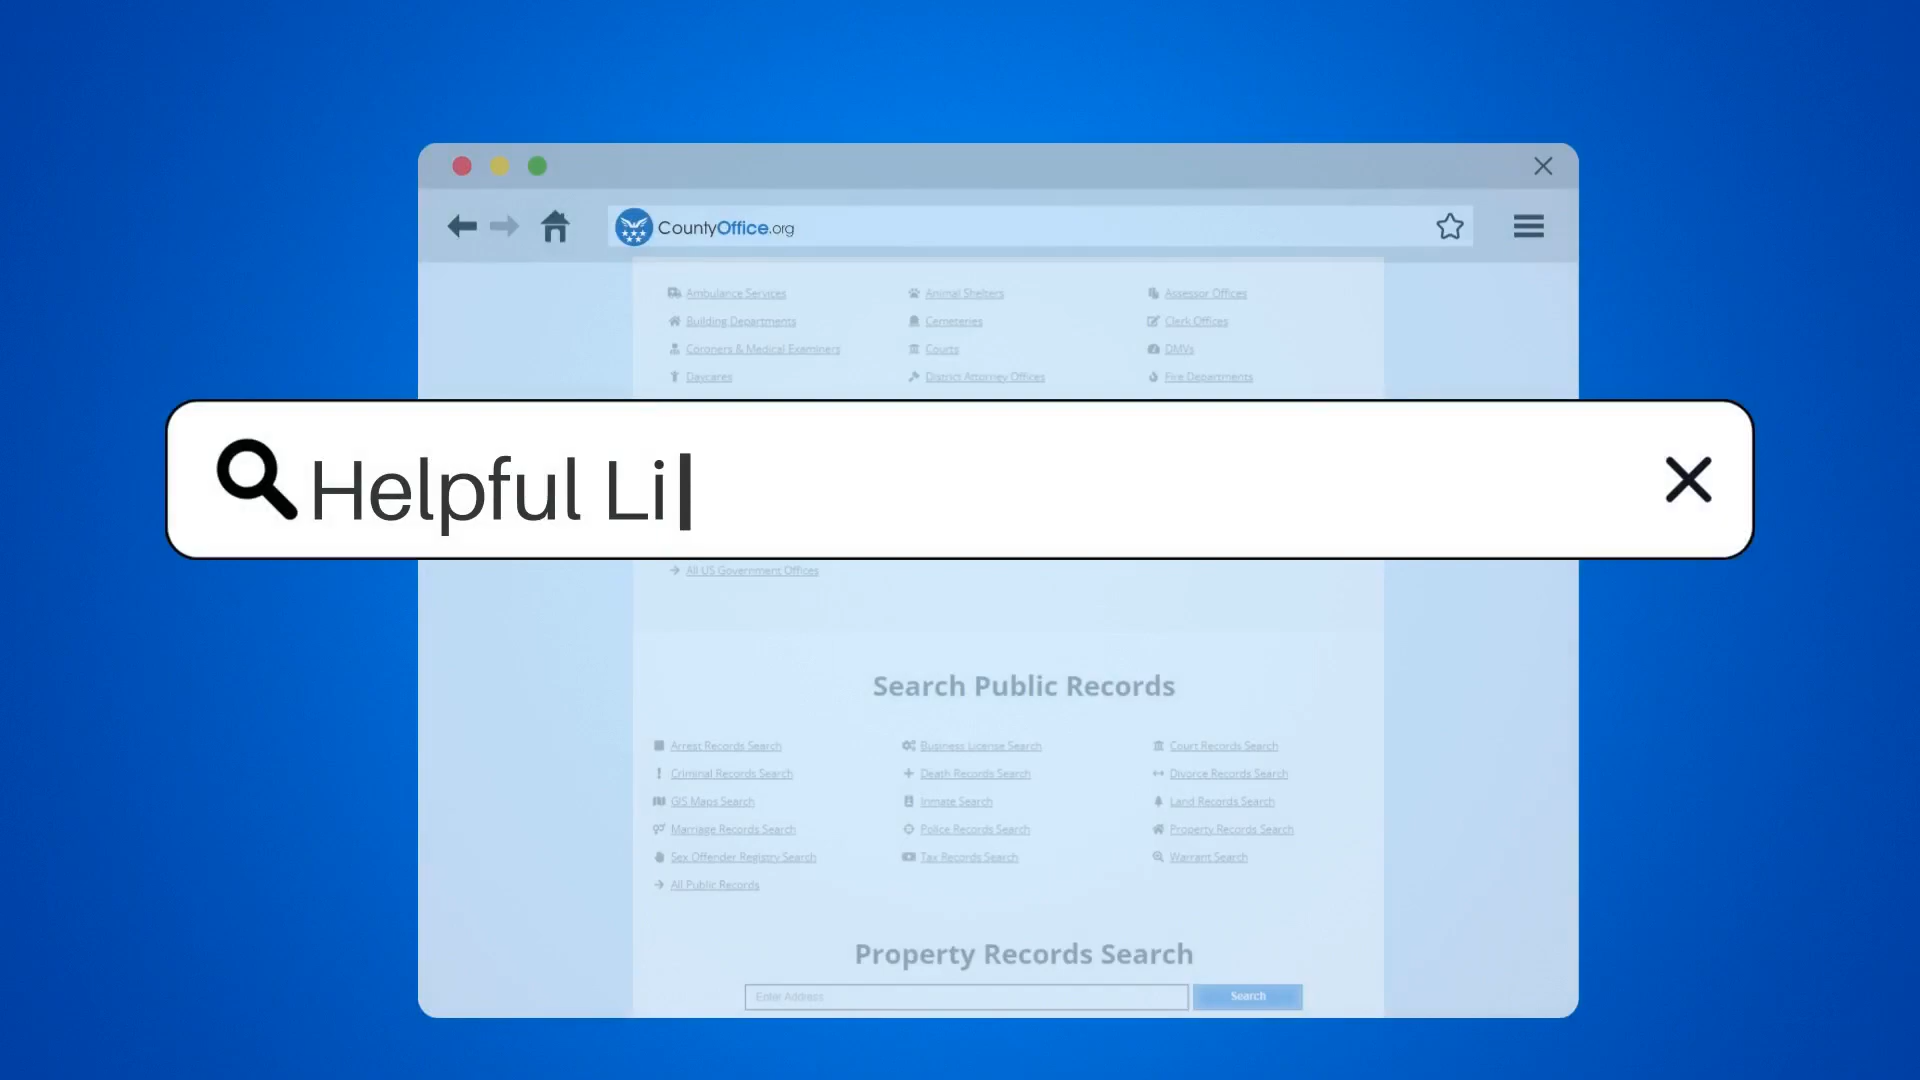 CountyOffice.org
Ambulance Services Animal Shelters Assessor Offices
Building Departments Cemeteries Clerk Offices
Coroners & Medical Examiners Courts DMVs
Daycares District Attorney Offices Fire Departments
Helpful Li
All US Government Offices
Search Public Records
Arrest Records Search Business License Search Court Records Search
Criminal Records Search Death Records Search Divorce Records Search
GIS Maps Search Inmate Search Land Records Search
Marriage Records Search Police Records Search Property Records Search
Sex Offender Registry Search Tax Records Search Warrant Search
All Public Records
Property Records Search
Enter Address Search